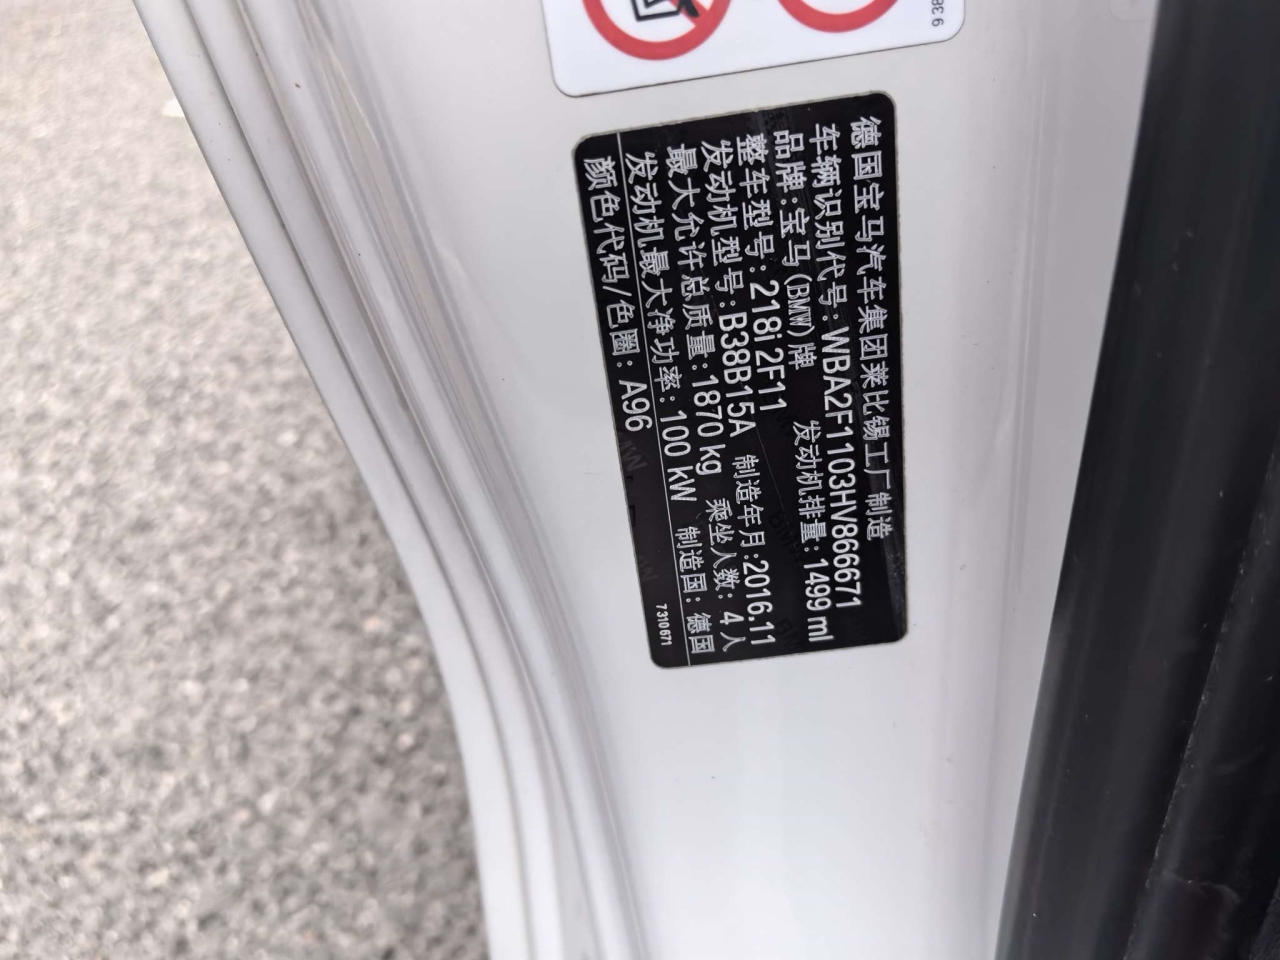 9 38
德国宝马汽车集团莱比锡工厂制造
车辆识别代号: WBA2F1103HV866671
品牌:宝马(BMW)牌 发动机排量:1499 ml
整车型号:218i 2F11
发动机型号:B38B15A 制造年月:2016.11
最大允许总质量:1870 kg 乘坐人数: 4人
发动机最大净功率: 100 kW 制造国: 德国
颜色代码/色圈: A96
7310671